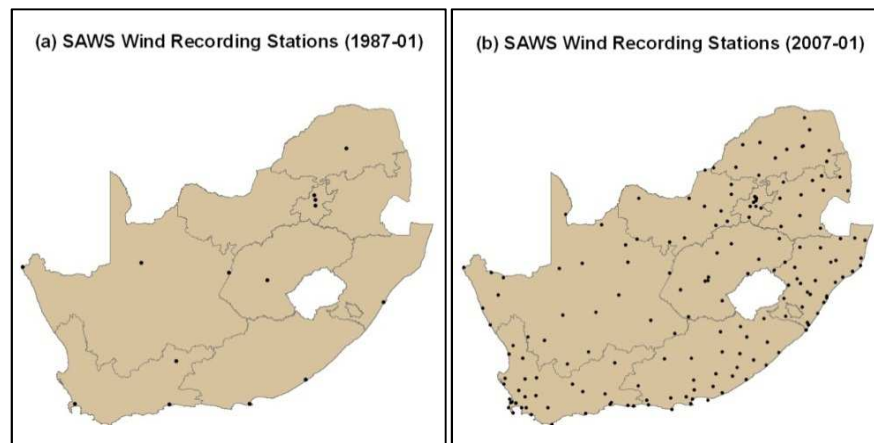 (a) SAWS Wind Recording Stations (1987-01)
(b) SAWS Wind Recording Stations (2007-01)